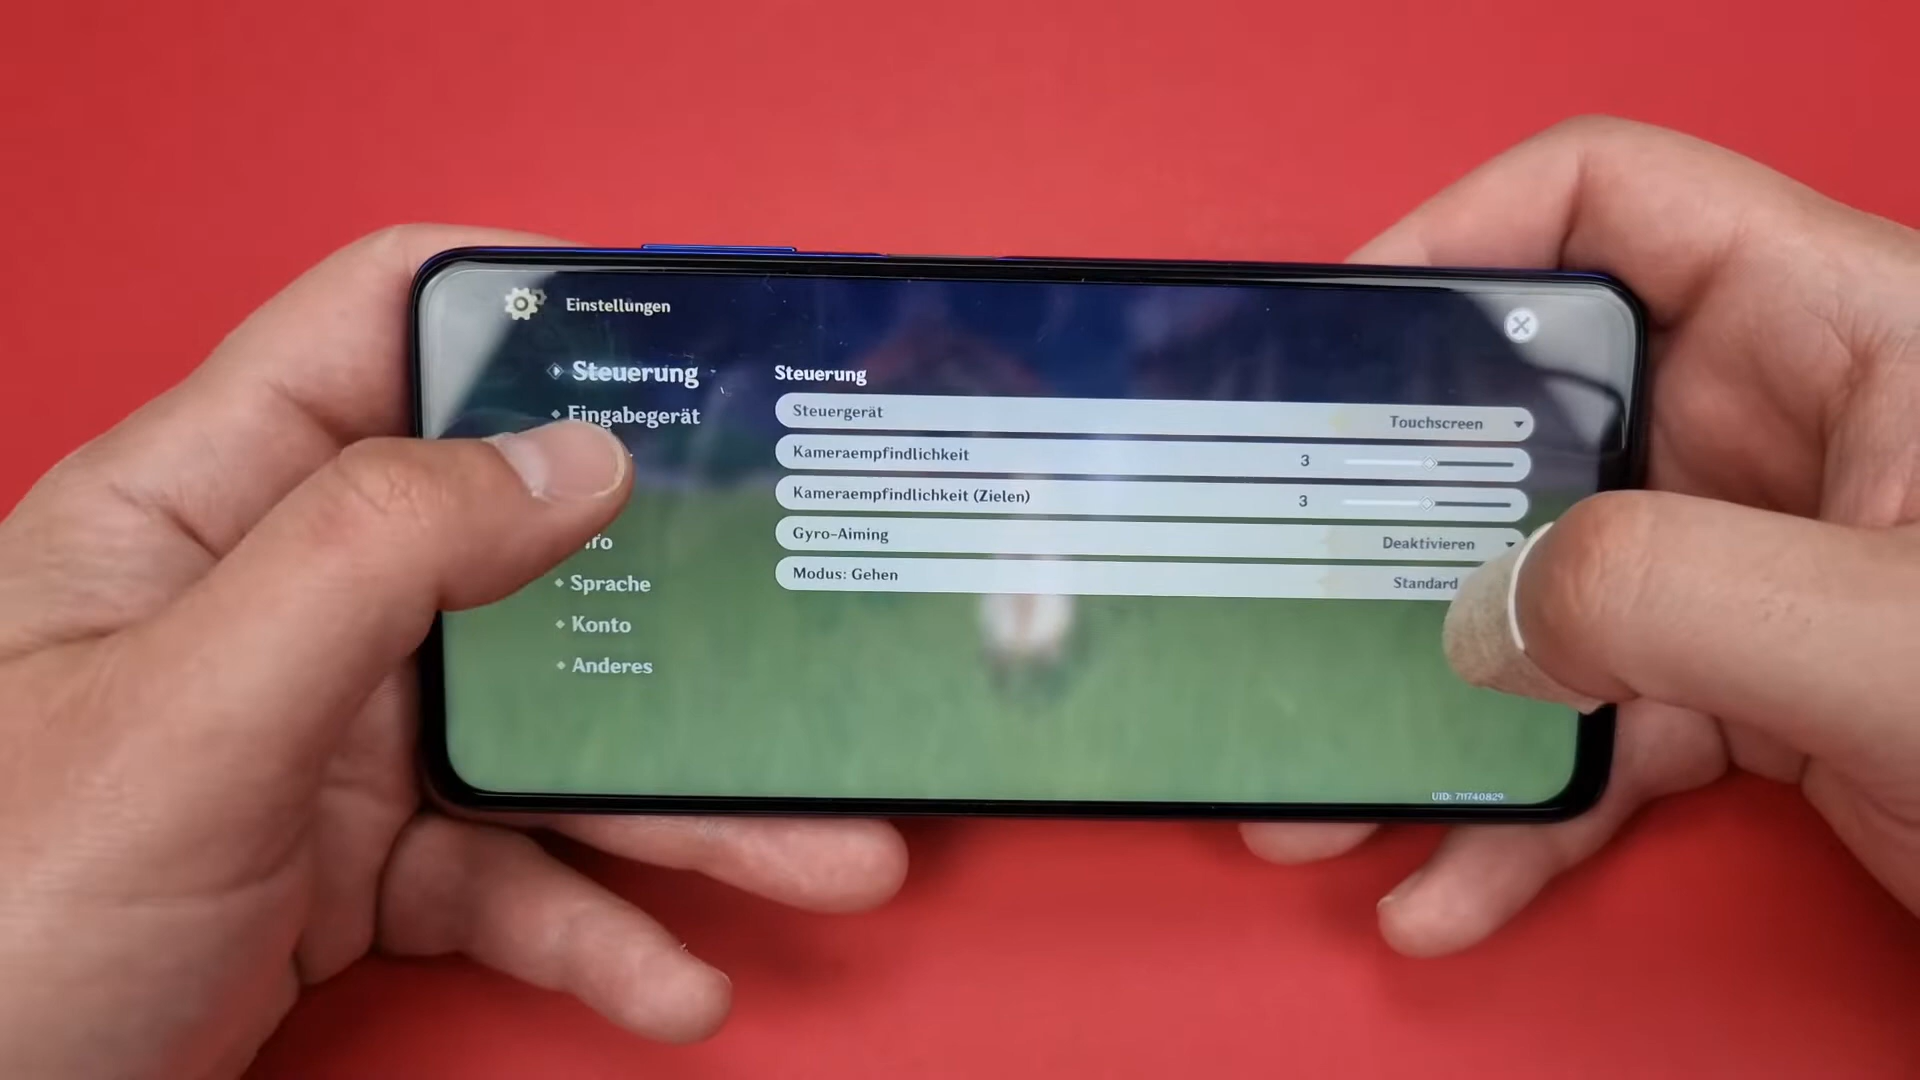 Einstellungen
Steuerung
Eingabegerät
Sprache
Konto
Anderes
Steuerung
Steuergerät Touchscreen
Kameraempfindlichkeit 3
Kameraempfindlichkeit (Zielen) 3
Gyro-Aiming Deaktivieren
Modus: Gehen Standard
UID: 711740829